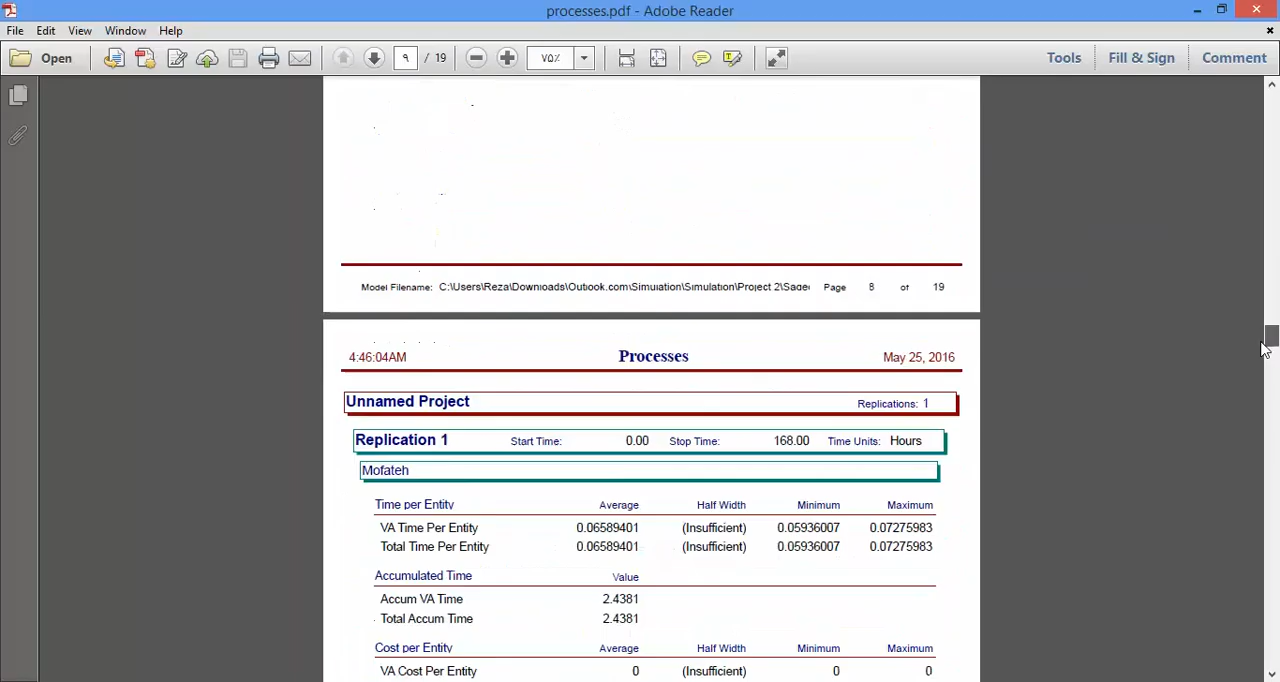 processes.pdf - Adobe Reader
File Edit View Window Help
Open ۹ / 19 ۷۵٪ Tools Fill & Sign Comment
Model Filename: C:\Users\Reza\Downloads\Outlook.com\Simulation\Simulation\Project 2\Sadeg Page 8 of 19
4:46:04AM Processes May 25, 2016
Unnamed Project Replications: 1
Replication 1 Start Time: 0.00 Stop Time: 168.00 Time Units: Hours
Mofateh
Time per Entity Average Half Width Minimum Maximum
VA Time Per Entity 0.06589401 (Insufficient) 0.05936007 0.07275983
Total Time Per Entity 0.06589401 (Insufficient) 0.05936007 0.07275983
Accumulated Time Value
Accum VA Time 2.4381
Total Accum Time 2.4381
Cost per Entity Average Half Width Minimum Maximum
VA Cost Per Entity 0 (Insufficient) 0 0